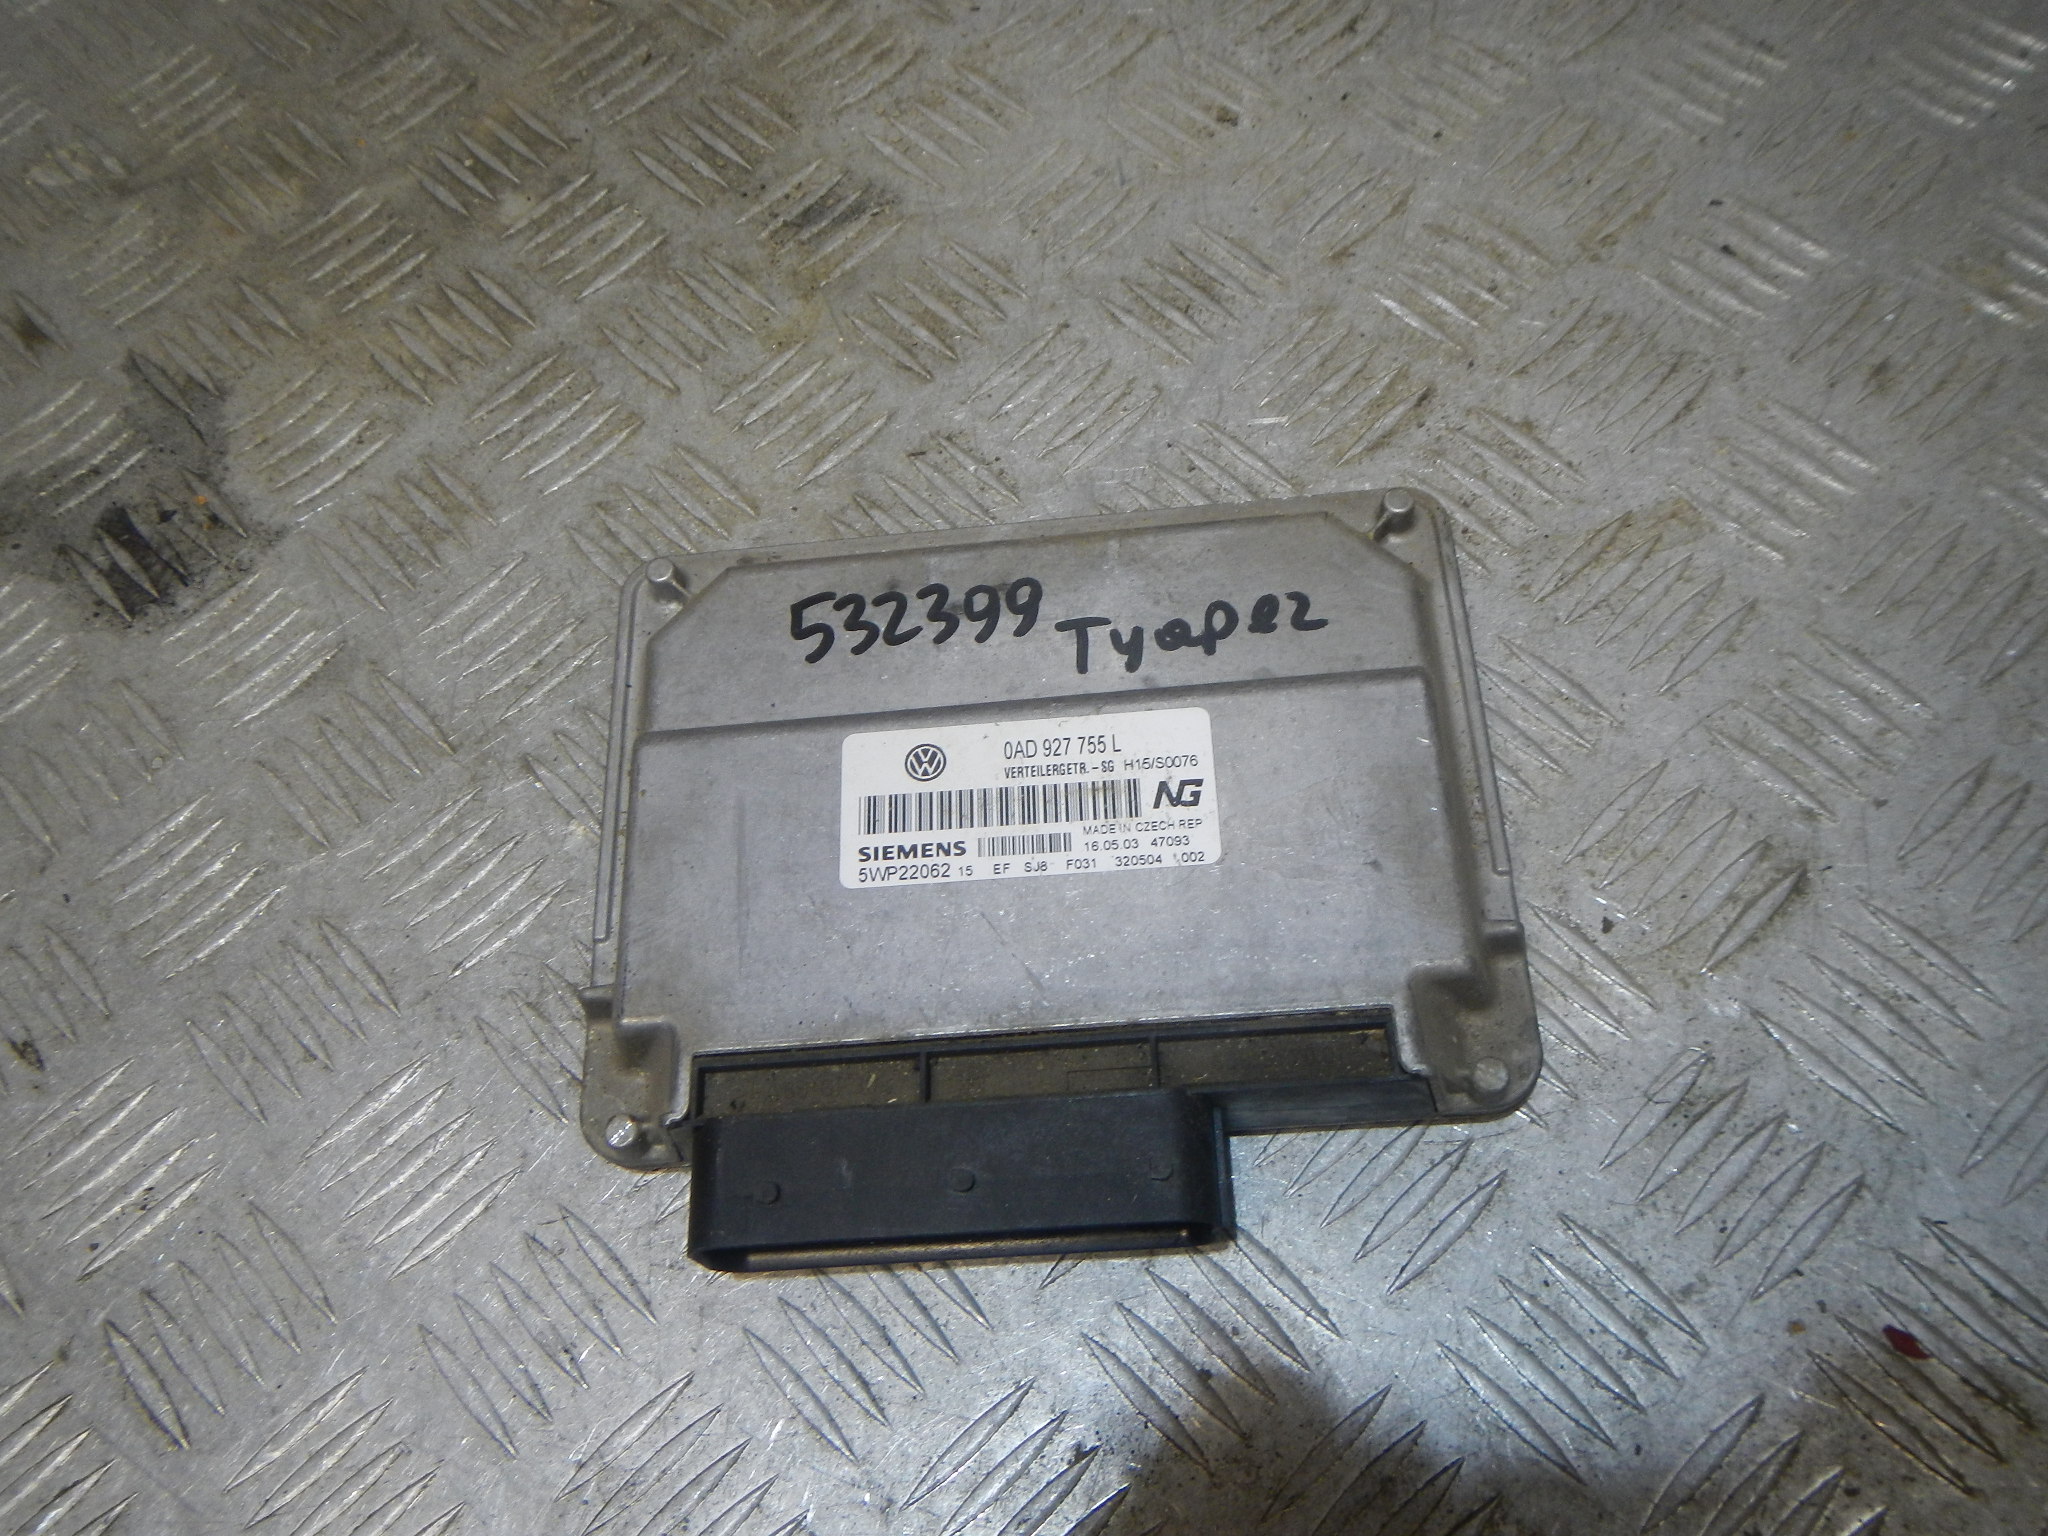 532399 Туарег
0AD 927 755 L
VERTEILERGETR.-SG H15/S0076
NG
MADE IN CZECH REP
SIEMENS 16.05.03 47093
5WP22062 15 EF SJ8 F031 320504 002